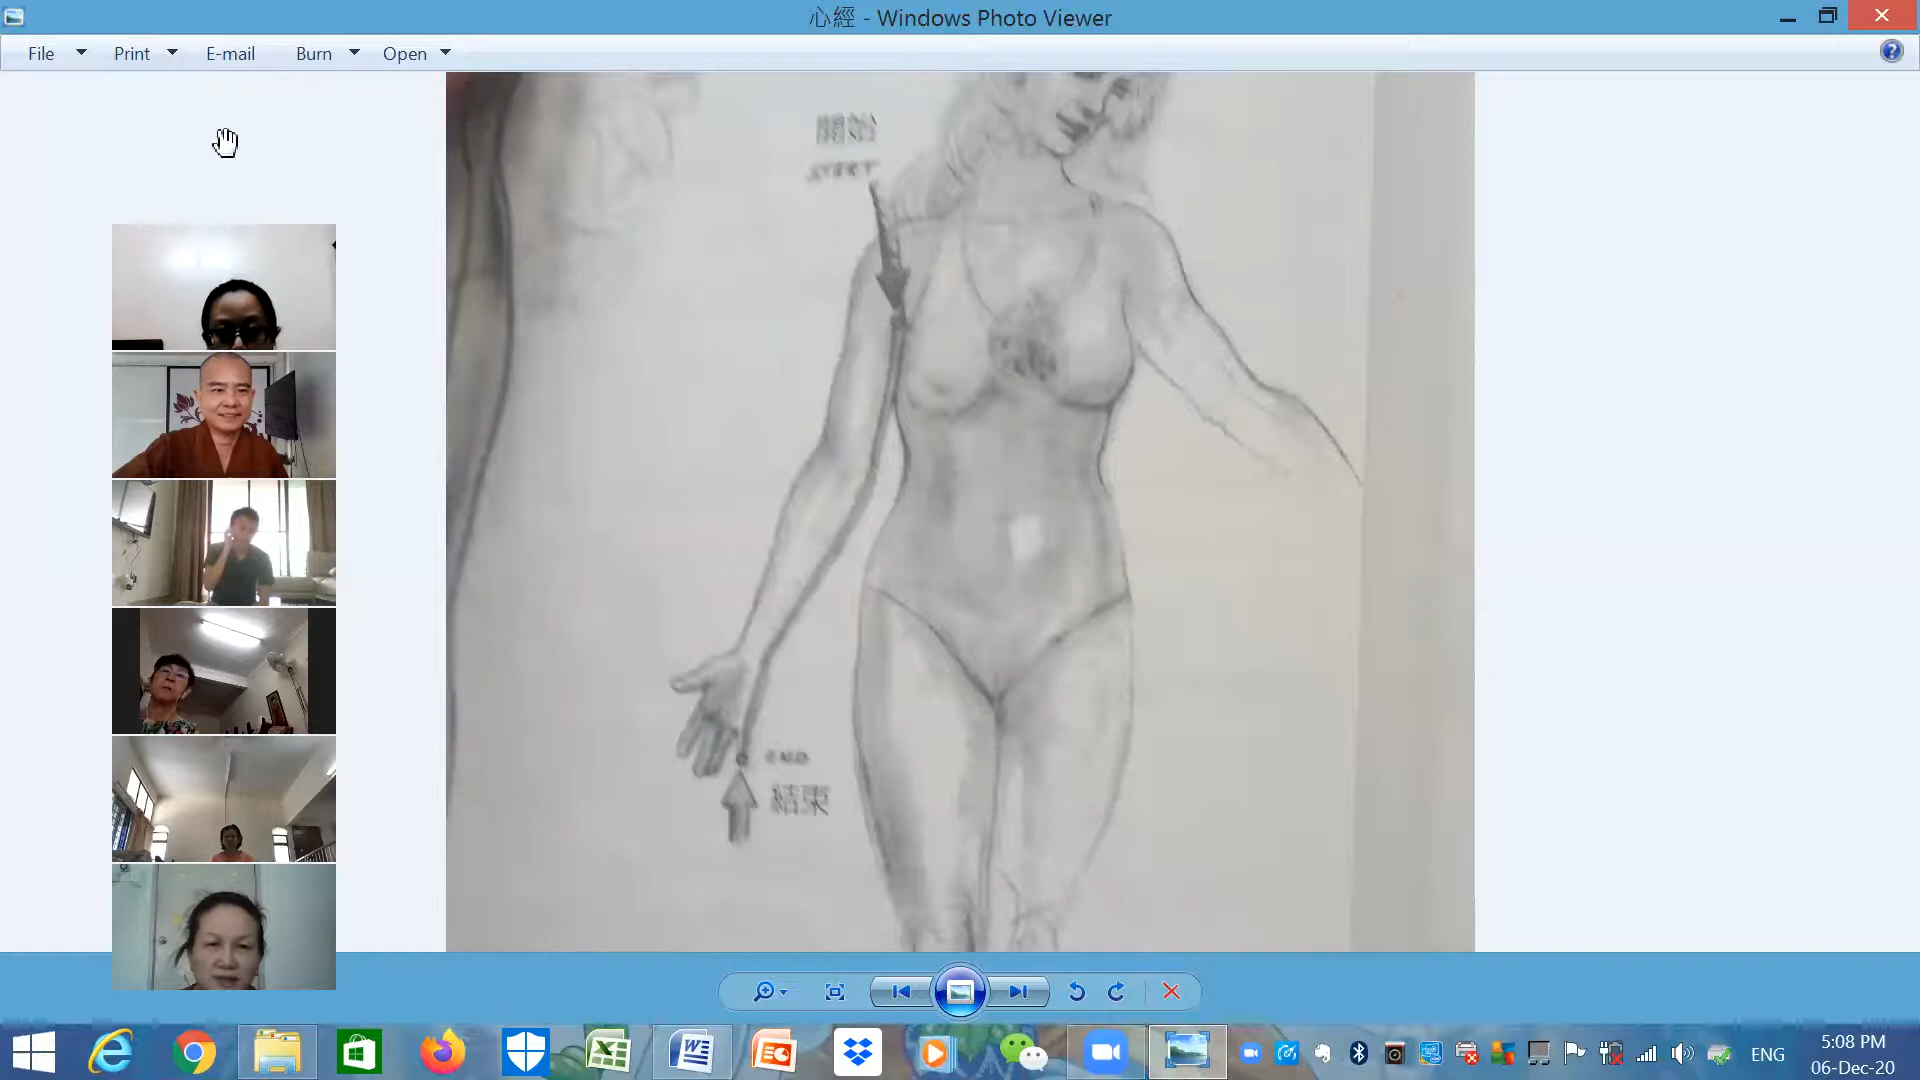 心經 - Windows Photo Viewer
File
Print
E-mail
Burn
Open
開始
START
END
結束
ENG
5:08 PM
06-Dec-20